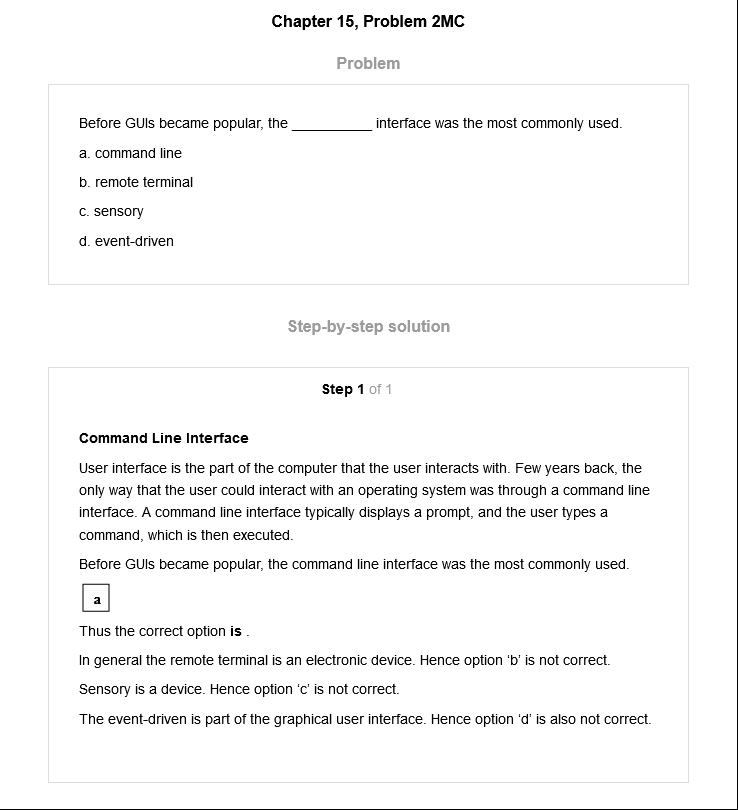 Chapter 15, Problem 2MC
Problem
Before GUIs became popular, the __________ interface was the most commonly used.
a. command line
b. remote terminal
c. sensory
d. event-driven
Step-by-step solution
Step 1 of 1
Command Line Interface
User interface is the part of the computer that the user interacts with. Few years back, the
only way that the user could interact with an operating system was through a command line
interface. A command line interface typically displays a prompt, and the user types a
command, which is then executed.
Before GUIs became popular, the command line interface was the most commonly used.
a
Thus the correct option is .
In general the remote terminal is an electronic device. Hence option ‘b’ is not correct.
Sensory is a device. Hence option ‘c’ is not correct.
The event-driven is part of the graphical user interface. Hence option ‘d’ is also not correct.